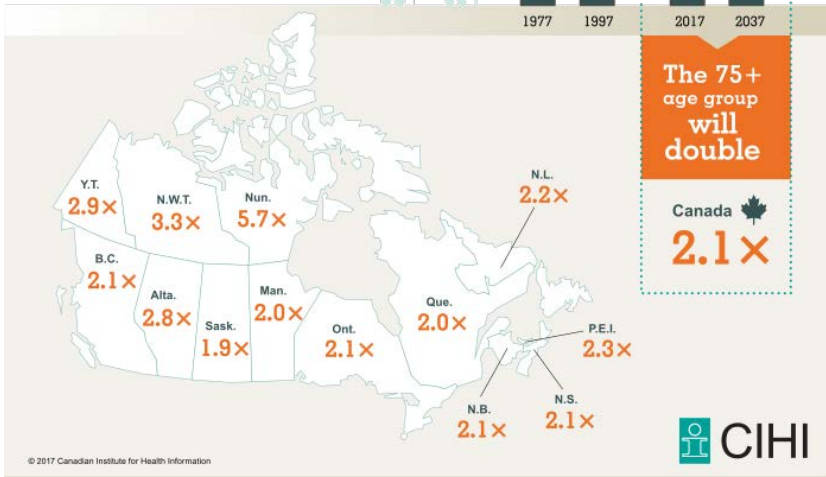 1977 1997 2017 2037
The 75+
age group
will
double
Canada
2.1×
Y.T.
2.9×
N.W.T.
3.3×
Nun.
5.7×
N.L.
2.2×
B.C.
2.1×
Alta.
2.8×
Sask.
1.9×
Man.
2.0×
Ont.
2.1×
Que.
2.0×
P.E.I.
2.3×
N.S.
2.1×
N.B.
2.1×
© 2017 Canadian Institute for Health Information
CIHI